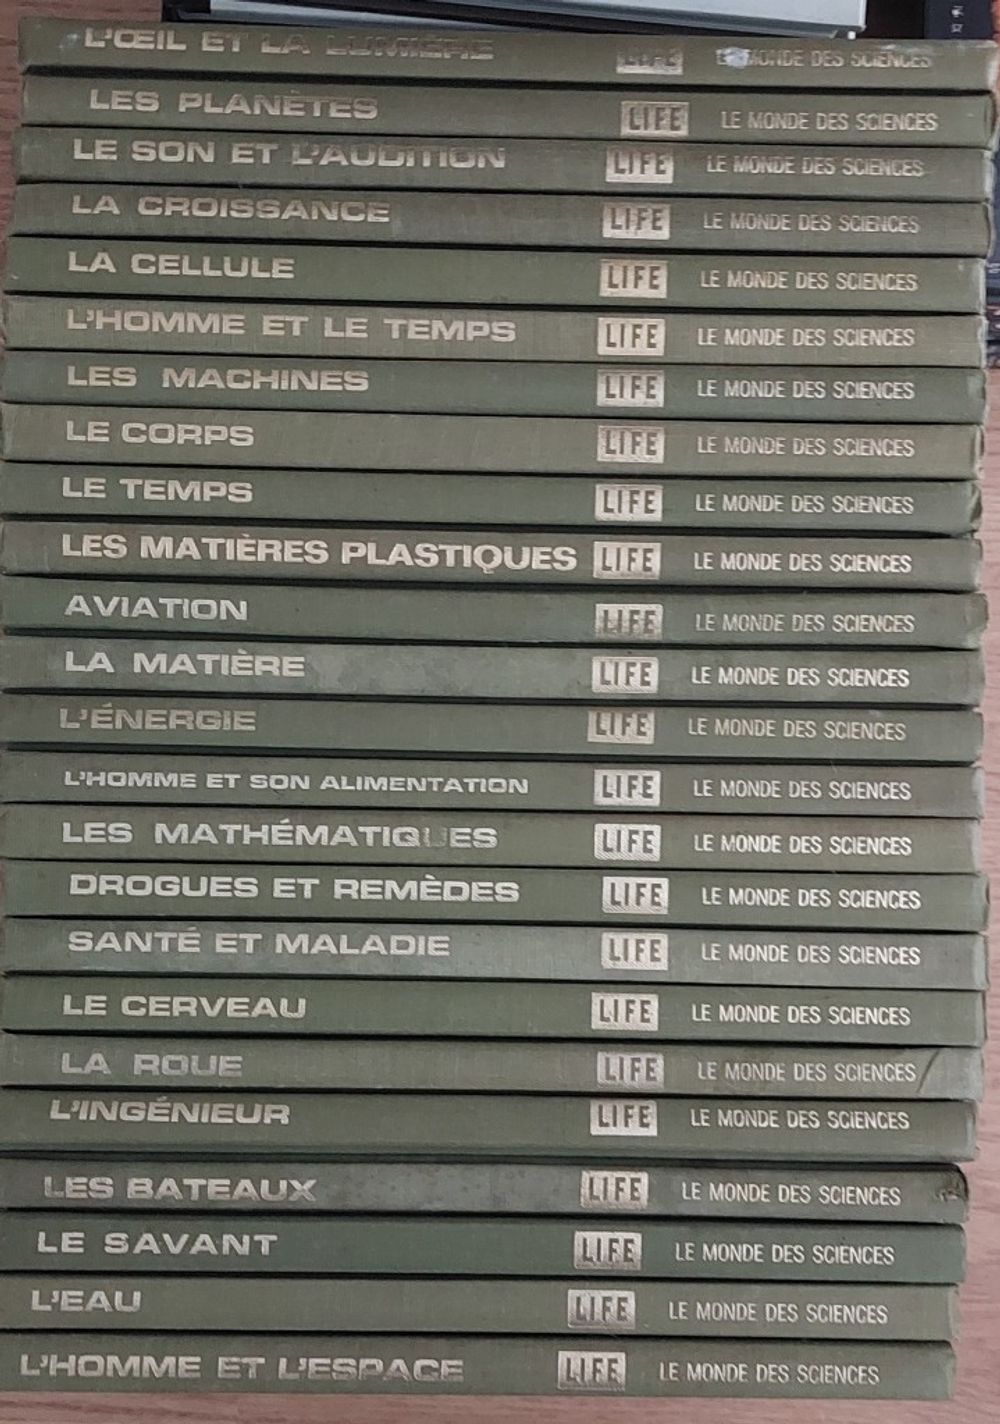 L'ŒIL ET LA LUMIÈRE LIFE LE MONDE DES SCIENCES
LES PLANÈTES LIFE LE MONDE DES SCIENCES
LE SON ET L'AUDITION LIFE LE MONDE DES SCIENCES
LA CROISSANCE LIFE LE MONDE DES SCIENCES
LA CELLULE LIFE LE MONDE DES SCIENCES
L'HOMME ET LE TEMPS LIFE LE MONDE DES SCIENCES
LES MACHINES LIFE LE MONDE DES SCIENCES
LE CORPS LIFE LE MONDE DES SCIENCES
LE TEMPS LIFE LE MONDE DES SCIENCES
LES MATIÈRES PLASTIQUES LIFE LE MONDE DES SCIENCES
AVIATION LIFE LE MONDE DES SCIENCES
LA MATIÈRE LIFE LE MONDE DES SCIENCES
L'ÉNERGIE LIFE LE MONDE DES SCIENCES
L'HOMME ET SON ALIMENTATION LIFE LE MONDE DES SCIENCES
LES MATHÉMATIQUES LIFE LE MONDE DES SCIENCES
DROGUES ET REMÈDES LIFE LE MONDE DES SCIENCES
SANTÉ ET MALADIE LIFE LE MONDE DES SCIENCES
LE CERVEAU LIFE LE MONDE DES SCIENCES
LA ROUE LIFE LE MONDE DES SCIENCES
L'INGÉNIEUR LIFE LE MONDE DES SCIENCES
LES BATEAUX LIFE LE MONDE DES SCIENCES
LE SAVANT LIFE LE MONDE DES SCIENCES
L'EAU LIFE LE MONDE DES SCIENCES
L'HOMME ET L'ESPACE LIFE LE MONDE DES SCIENCES